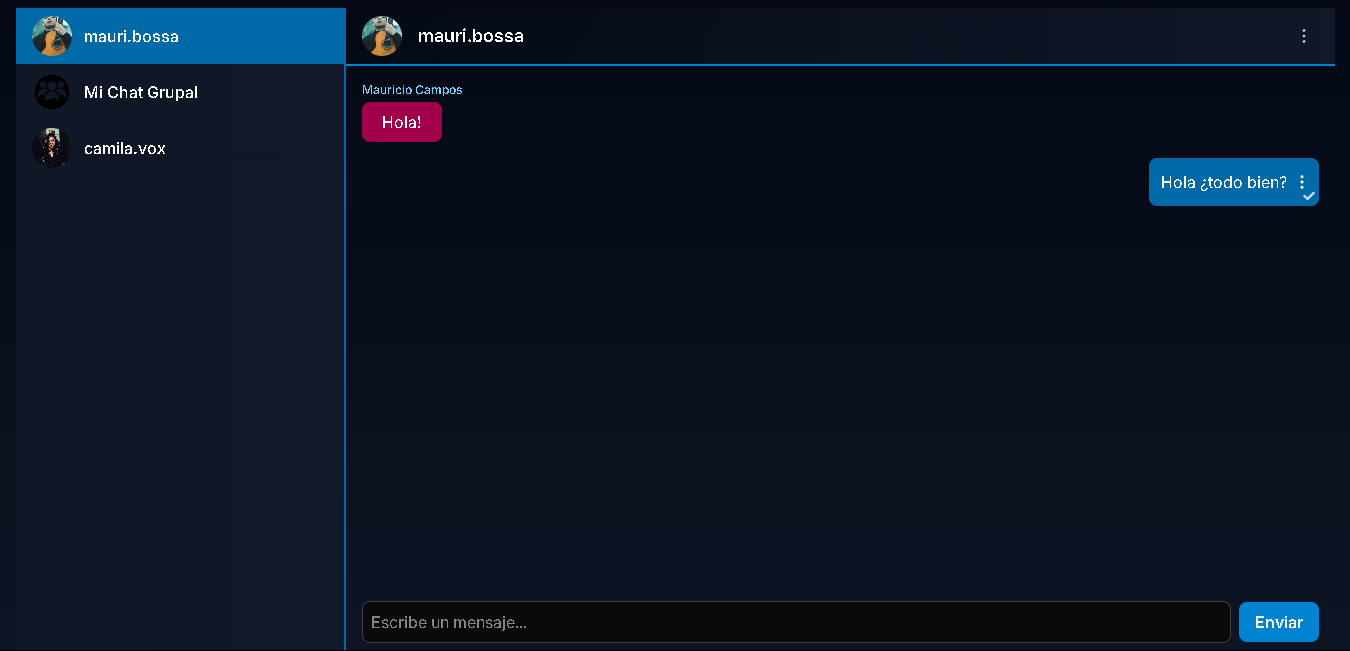 mauri.bossa
Mi Chat Grupal
camila.vox
mauri.bossa
Mauricio Campos
Hola!
Hola ¿todo bien?
Escribe un mensaje...
Enviar